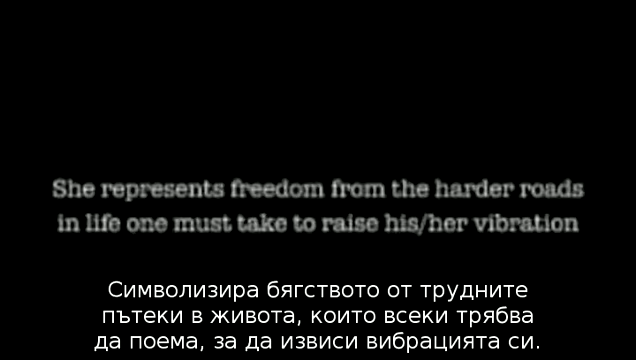 She represents freedom from the harder roads
in life one must take to raise his/her vibration
Символизира бягството от трудните
пътеки в живота, които всеки трябва
да поема, за да извиси вибрацията си.